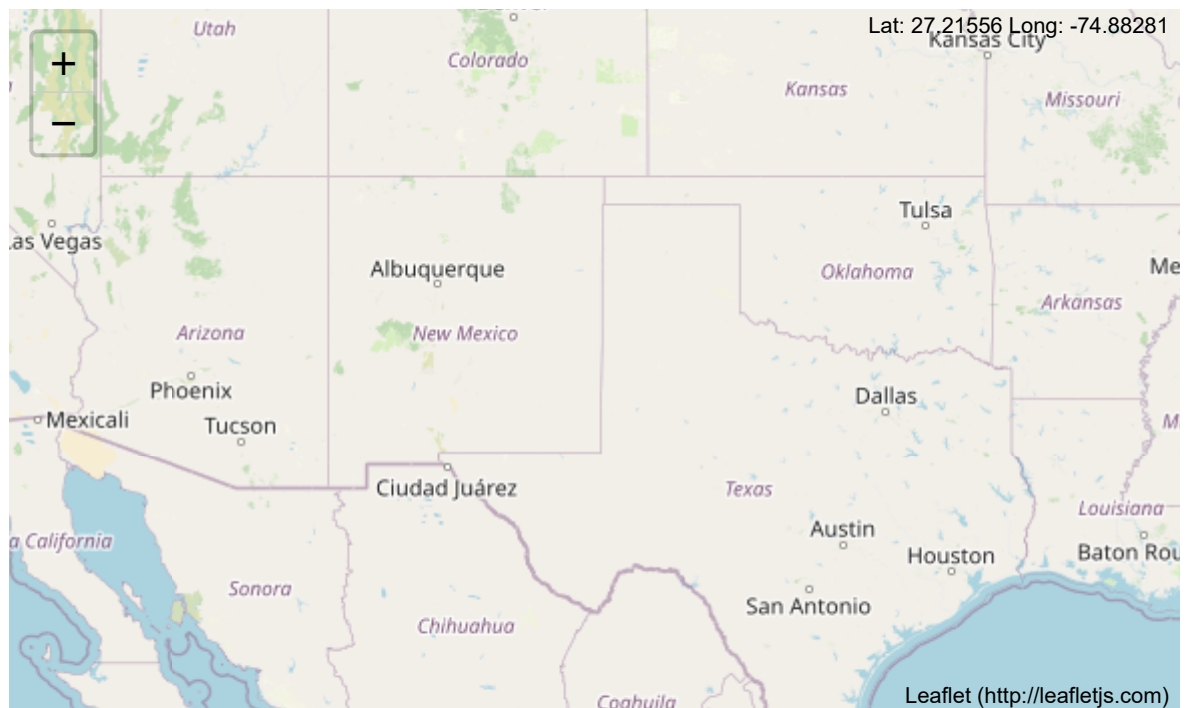 Lat: 27.21556 Long: -74.88281
Utah
Kansas City
+
Colorado
Kansas
Missouri
−
Tulsa
as Vegas
Albuquerque
Me
Oklahoma
Arkansas
Arizona
New Mexico
Phoenix
Dallas
Mexicali
Tucson
M
Ciudad Juárez
Texas
Louisiana
Austin
a California
Houston
Baton Rou
Sonora
San Antonio
Chihuahua
Coahuila
Leaflet (http://leafletjs.com)